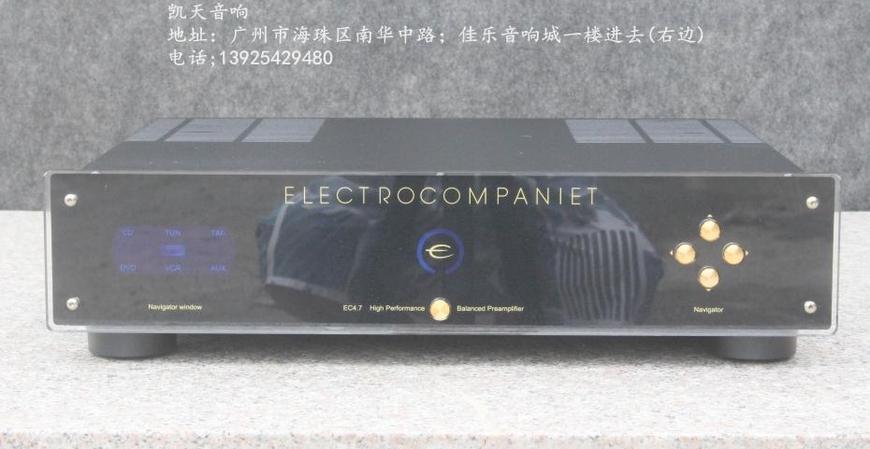 凯天音响
地址：广州市海珠区南华中路；佳乐音响城一楼进去(右边)
电话;13925429480
ELECTROCOMPANIET
CD TUN TAP
DVD VCR AUX
Navigator window
EC4.7 High Performance Balanced Preamplifier
Navigator